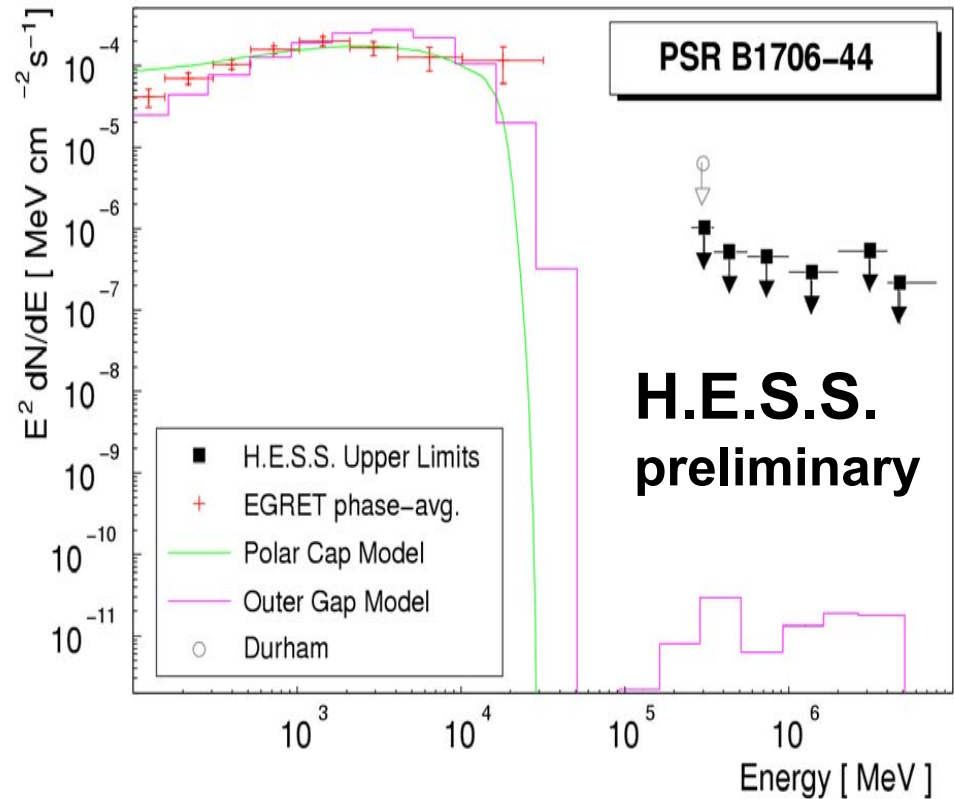 PSR B1706−44
E² dN/dE [ MeV cm⁻² s⁻¹]
10⁻⁴
10⁻⁵
10⁻⁶
10⁻⁷
10⁻⁸
10⁻⁹
10⁻¹⁰
10⁻¹¹
H.E.S.S.
preliminary
H.E.S.S. Upper Limits
EGRET phase−avg.
Polar Cap Model
Outer Gap Model
Durham
10³ 10⁴ 10⁵ 10⁶
Energy [ MeV ]